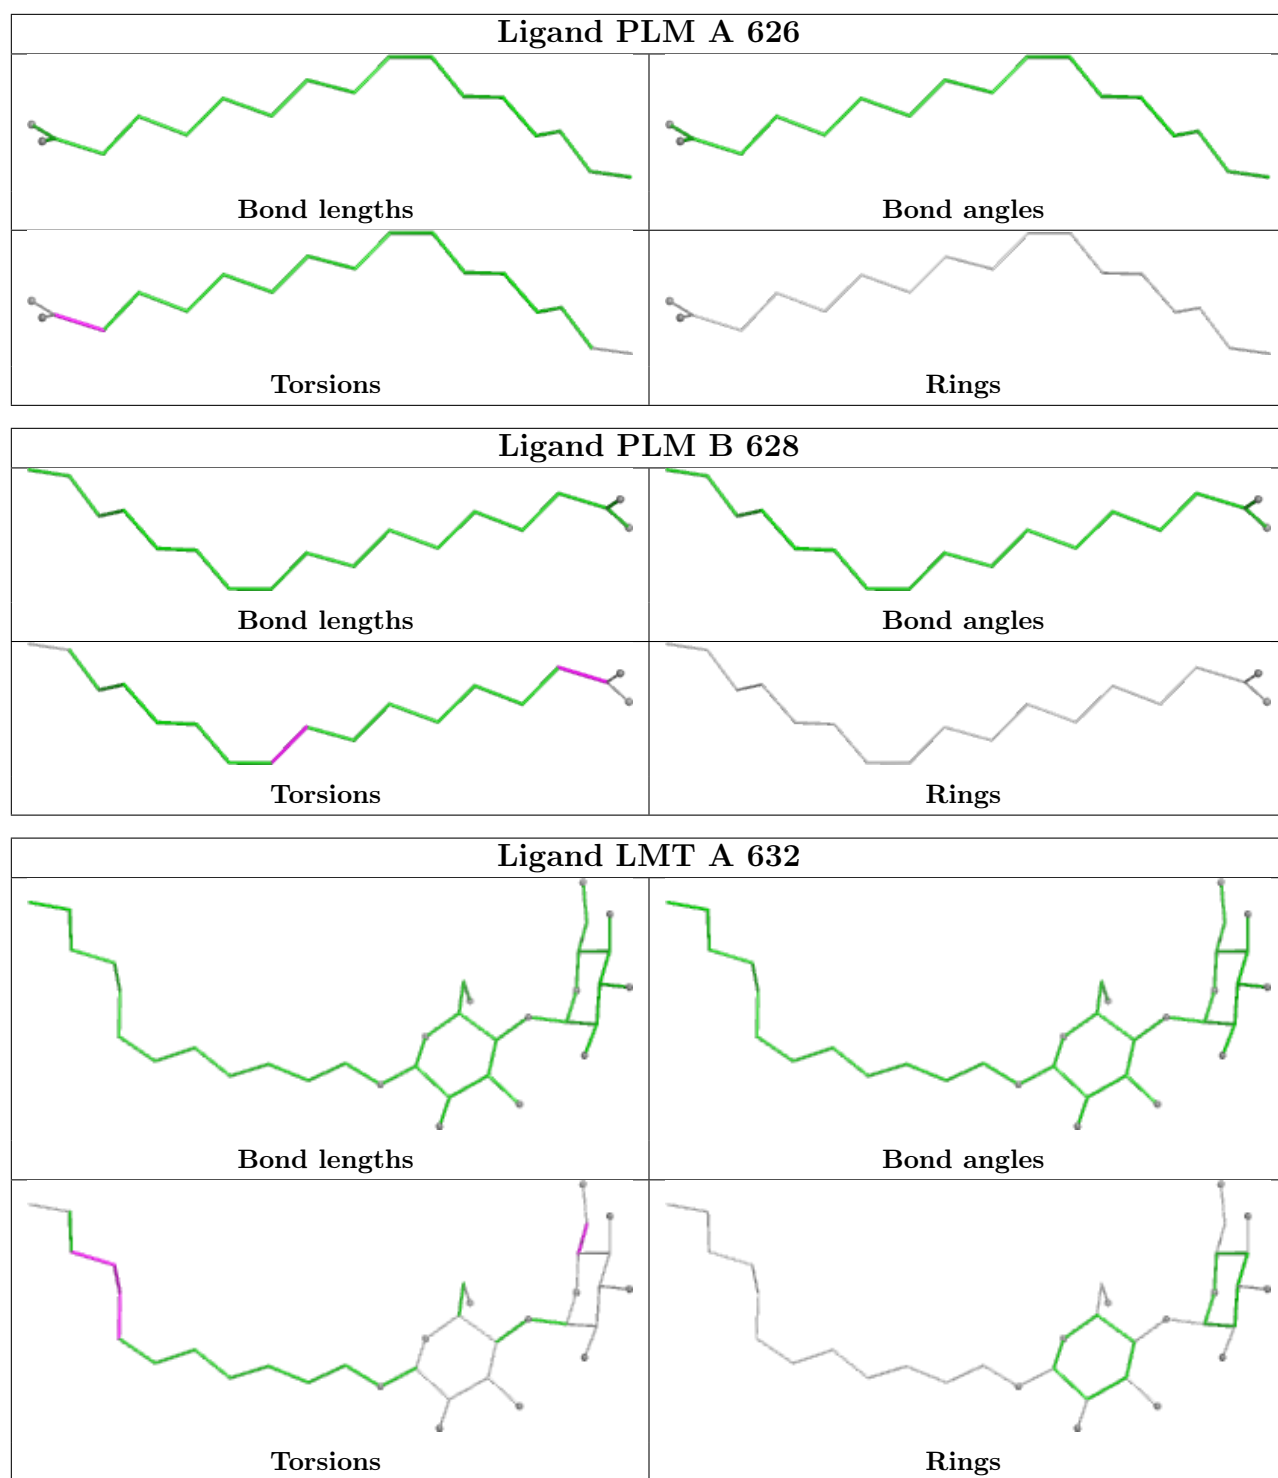 Ligand PLM A 626
Bond lengths
Bond angles
Torsions
Rings
Ligand PLM B 628
Bond lengths
Bond angles
Torsions
Rings
Ligand LMT A 632
Bond lengths
Bond angles
Torsions
Rings